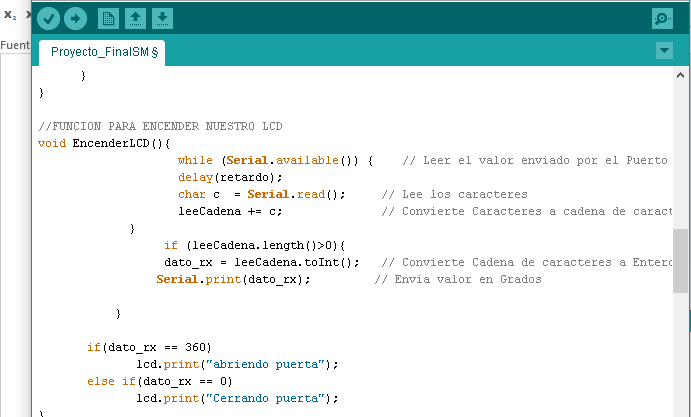 x₂
Fuent
Proyecto_FinalSM §
}
}
//FUNCION PARA ENCENDER NUESTRO LCD
void EncenderLCD(){
while (Serial.available()) { // Leer el valor enviado por el Puerto
delay(retardo);
char c = Serial.read(); // Lee los caracteres
leeCadena += c; // Convierte Caracteres a cadena de caract
}
if (leeCadena.length()>0){
dato_rx = leeCadena.toInt(); // Convierte Cadena de caracteres a Entero
Serial.print(dato_rx); // Envia valor en Grados
}
if(dato_rx == 360)
lcd.print("abriendo puerta");
else if(dato_rx == 0)
lcd.print("Cerrando puerta");